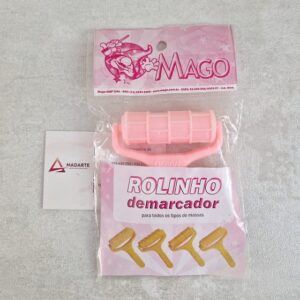 MAGO
MADARTE
ROLINHO
demarcador
para todos os tipos de massas